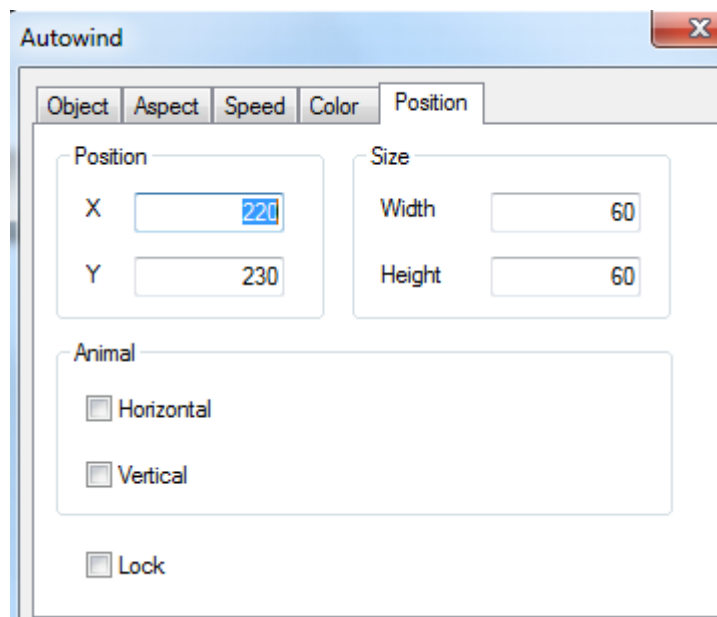 Autowind
Object Aspect Speed Color Position
Position
X 220
Y 230
Size
Width 60
Height 60
Animal
Horizontal
Vertical
Lock